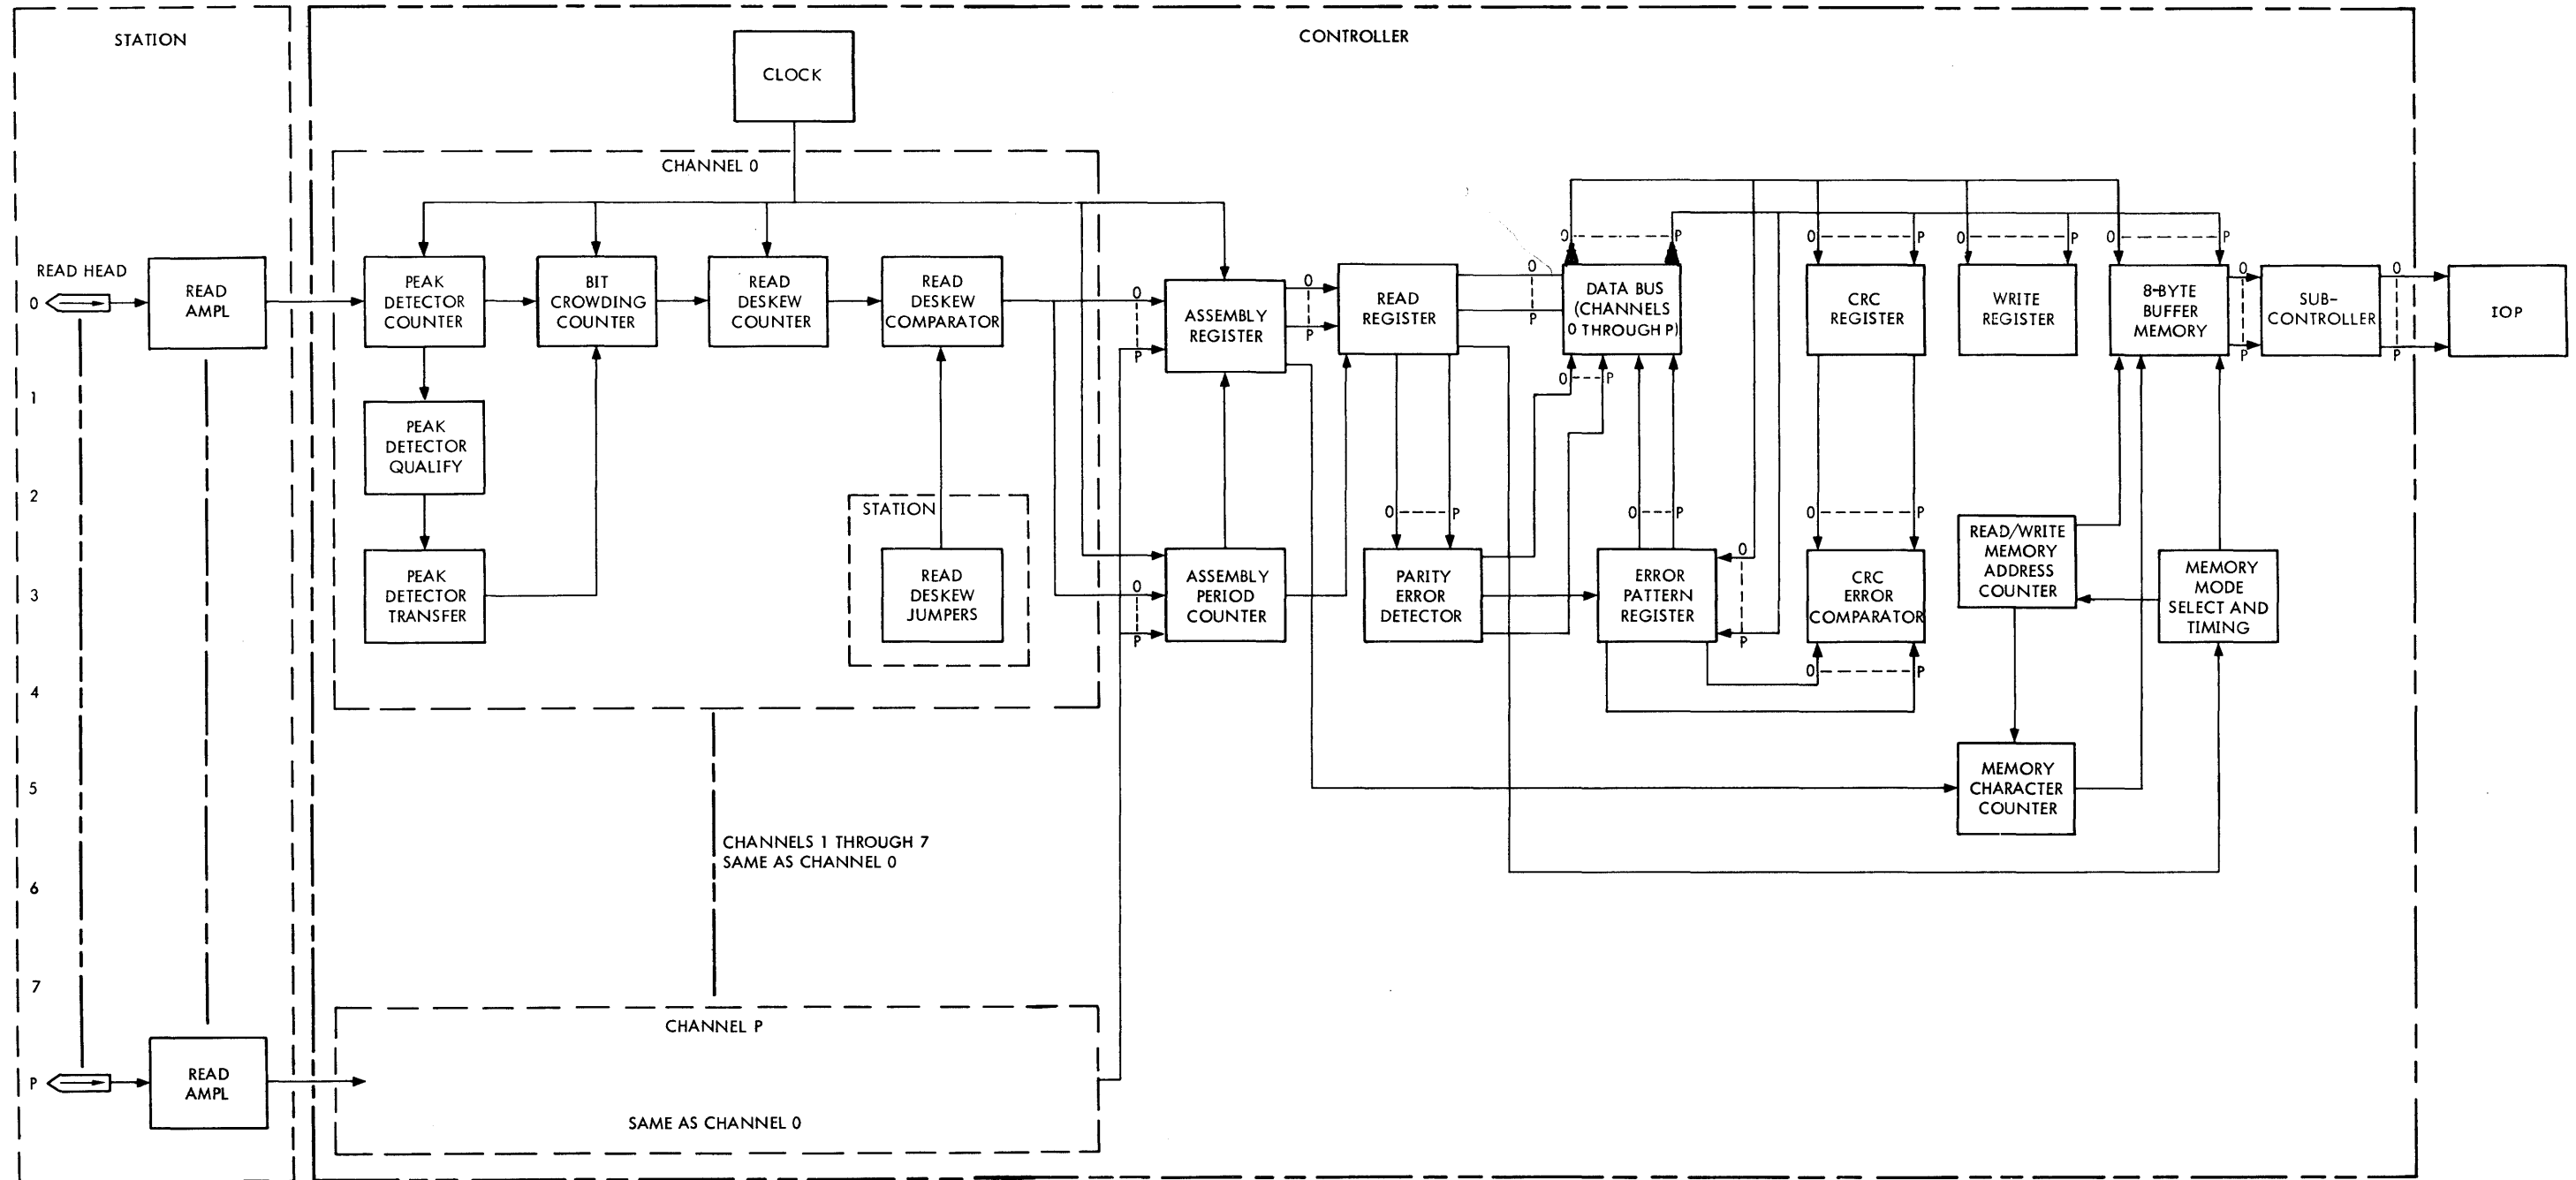 STATION
CONTROLLER
CLOCK
CHANNEL 0
READ HEAD
0
1
2
3
4
5
6
7
P
READ
AMPL
PEAK
DETECTOR
COUNTER
BIT
CROWDING
COUNTER
READ
DESKEW
COUNTER
READ
DESKEW
COMPARATOR
PEAK
DETECTOR
QUALIFY
PEAK
DETECTOR
TRANSFER
STATION
READ
DESKEW
JUMPERS
0
P
ASSEMBLY
REGISTER
0
P
ASSEMBLY
PERIOD
COUNTER
0
P
READ
REGISTER
0
P
DATA BUS
(CHANNELS
0 THROUGH P)
0 P
0 P
0 P
PARITY
ERROR
DETECTOR
0 P
ERROR
PATTERN
REGISTER
0
P
0 P
CRC
REGISTER
0 P
CRC
ERROR
COMPARATOR
0 P
0 P
WRITE
REGISTER
0 P
8-BYTE
BUFFER
MEMORY
0
P
SUB-
CONTROLLER
0
P
IOP
READ/WRITE
MEMORY
ADDRESS
COUNTER
MEMORY
MODE
SELECT AND
TIMING
MEMORY
CHARACTER
COUNTER
CHANNELS 1 THROUGH 7
SAME AS CHANNEL 0
READ
AMPL
CHANNEL P
SAME AS CHANNEL 0